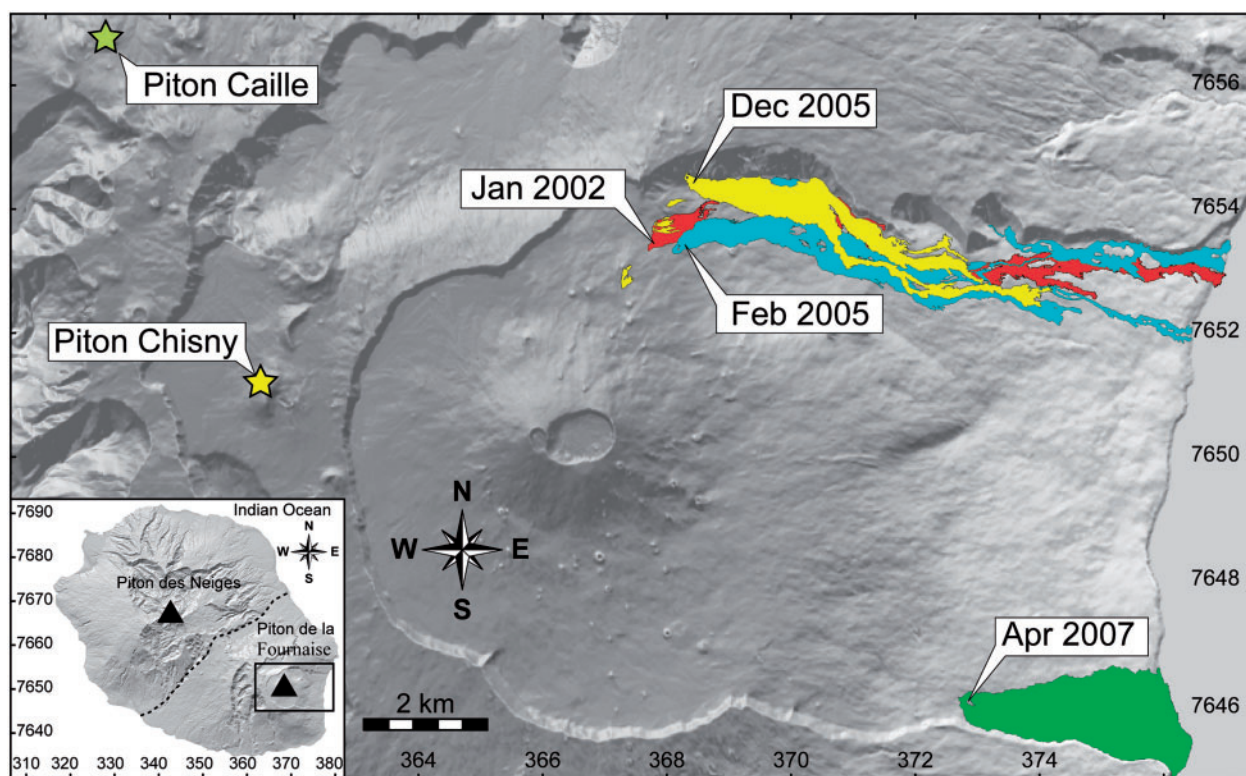 Piton Caille
Dec 2005
Jan 2002
Feb 2005
Piton Chisny
7656
7654
7652
7650
7648
7646
N
W E
S
Apr 2007
2 km
364 366 368 370 372 374
Indian Ocean
N
W E
S
Piton des Neiges
Piton de la
Fournaise
7690
7680
7670
7660
7650
7640
310 320 330 340 350 360 370 380